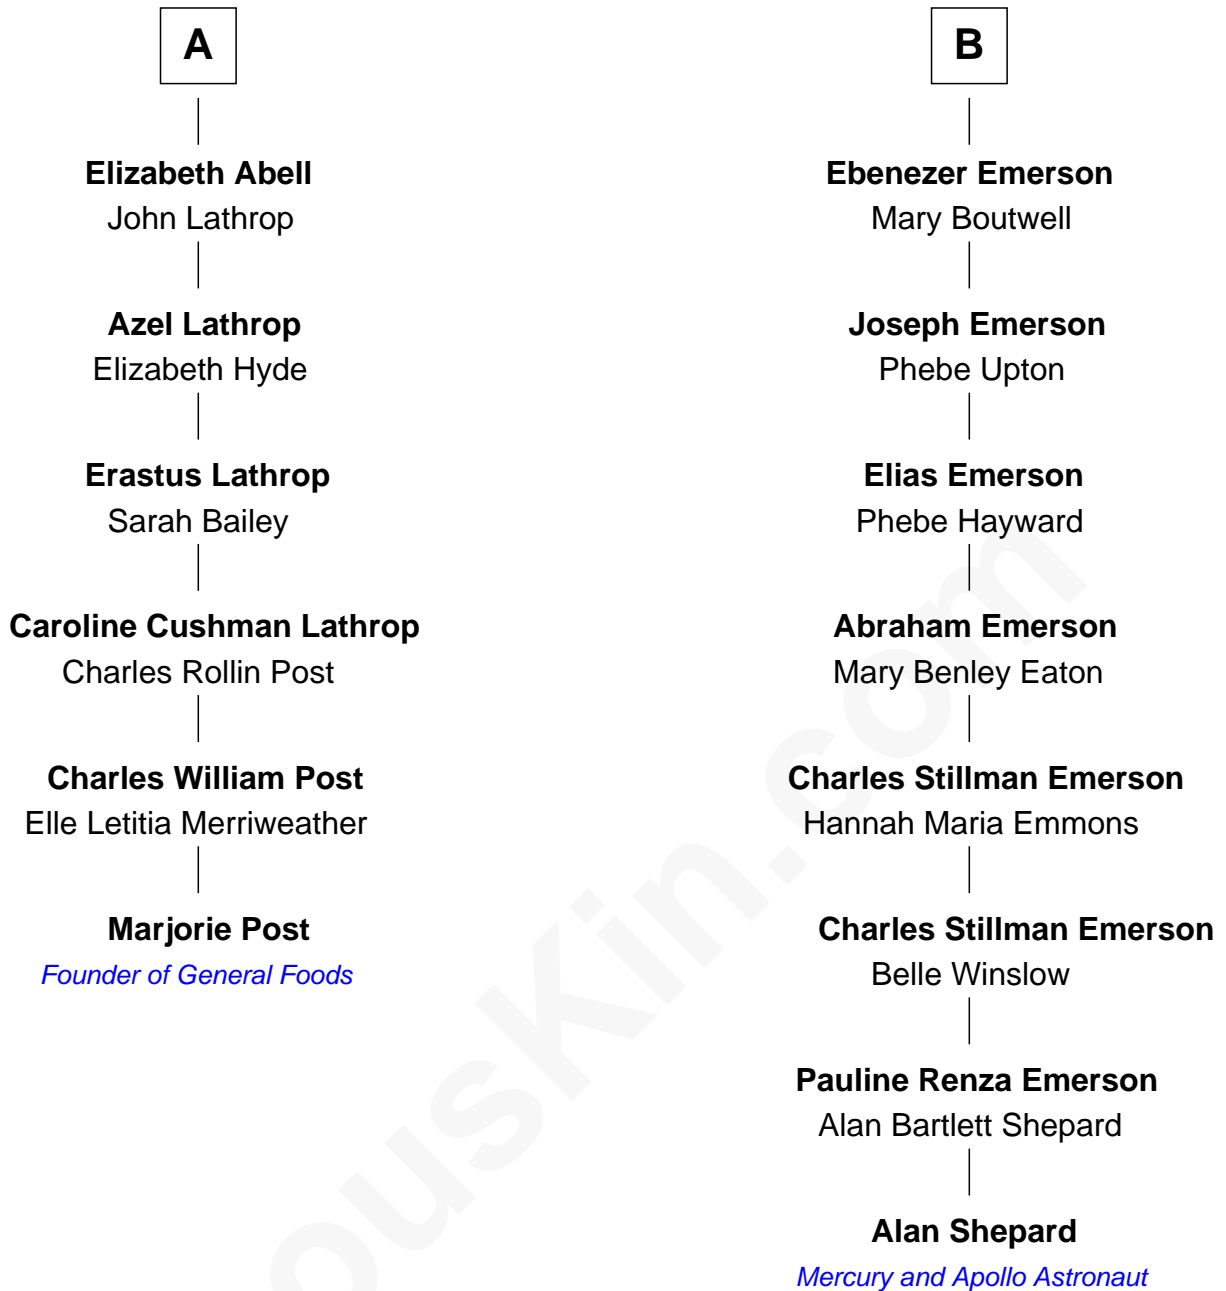 A
Elizabeth Abell
John Lathrop
Azel Lathrop
Elizabeth Hyde
Erastus Lathrop
Sarah Bailey
Caroline Cushman Lathrop
Charles Rollin Post
Charles William Post
Elle Letitia Merriweather
Marjorie Post
Founder of General Foods
B
Ebenezer Emerson
Mary Boutwell
Joseph Emerson
Phebe Upton
Elias Emerson
Phebe Hayward
Abraham Emerson
Mary Benley Eaton
Charles Stillman Emerson
Hannah Maria Emmons
Charles Stillman Emerson
Belle Winslow
Pauline Renza Emerson
Alan Bartlett Shepard
Alan Shepard
Mercury and Apollo Astronaut
ousKin.com